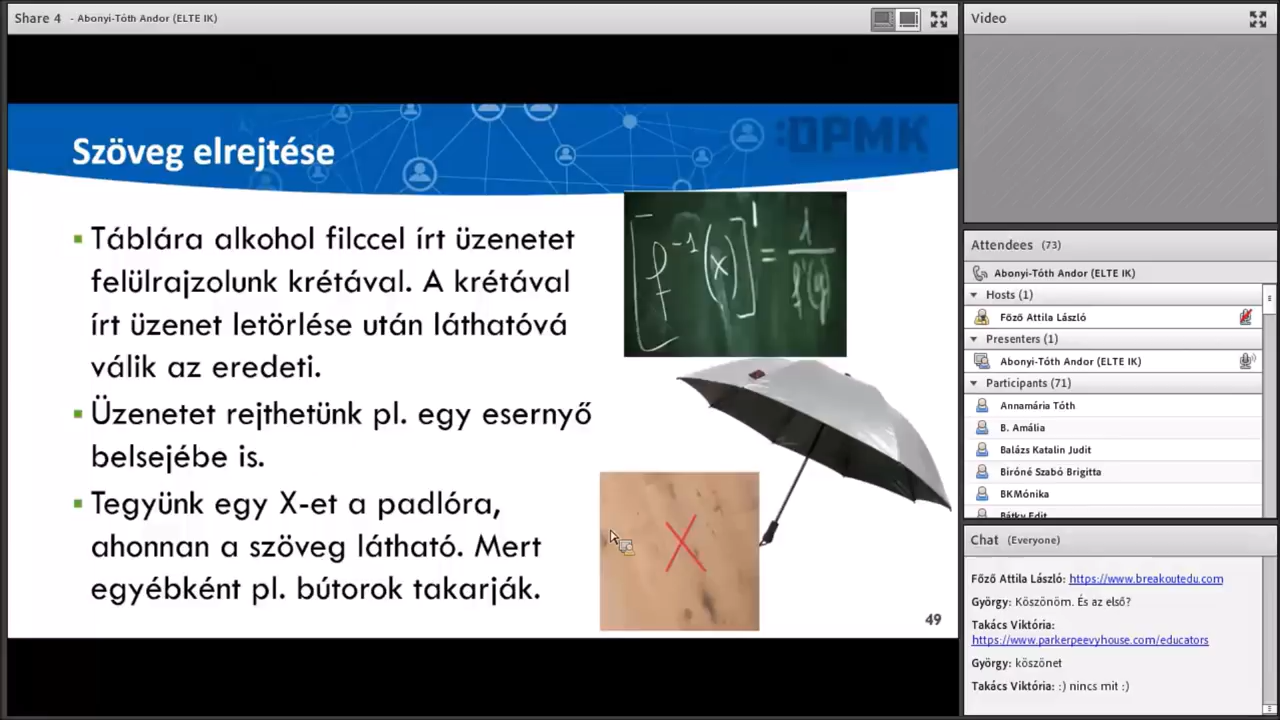 Share 4 - Abonyi-Tóth Andor (ELTE IK)
:DPMK
Szöveg elrejtése
▪ Táblára alkohol filccel írt üzenetet
felülrajzolunk krétával. A krétával
írt üzenet letörlése után láthatóvá
válik az eredeti.
▪ Üzenetet rejthetünk pl. egy esernyő
belsejébe is.
▪ Tegyünk egy X-et a padlóra,
ahonnan a szöveg látható. Mert
egyébként pl. bútorok takarják.
49
Video
Attendees (73)
Abonyi-Tóth Andor (ELTE IK)
Hosts (1)
Főző Attila László
Presenters (1)
Abonyi-Tóth Andor (ELTE IK)
Participants (71)
Annamária Tóth
B. Amália
Balázs Katalin Judit
Bíróné Szabó Brigitta
BKMónika
Bátky Edit
Chat (Everyone)
Főző Attila László: https://www.breakoutedu.com
György: Köszönöm. És az első?
Takács Viktória:
https://www.parkerpeevyhouse.com/educators
György: köszönet
Takács Viktória: :) nincs mit :)